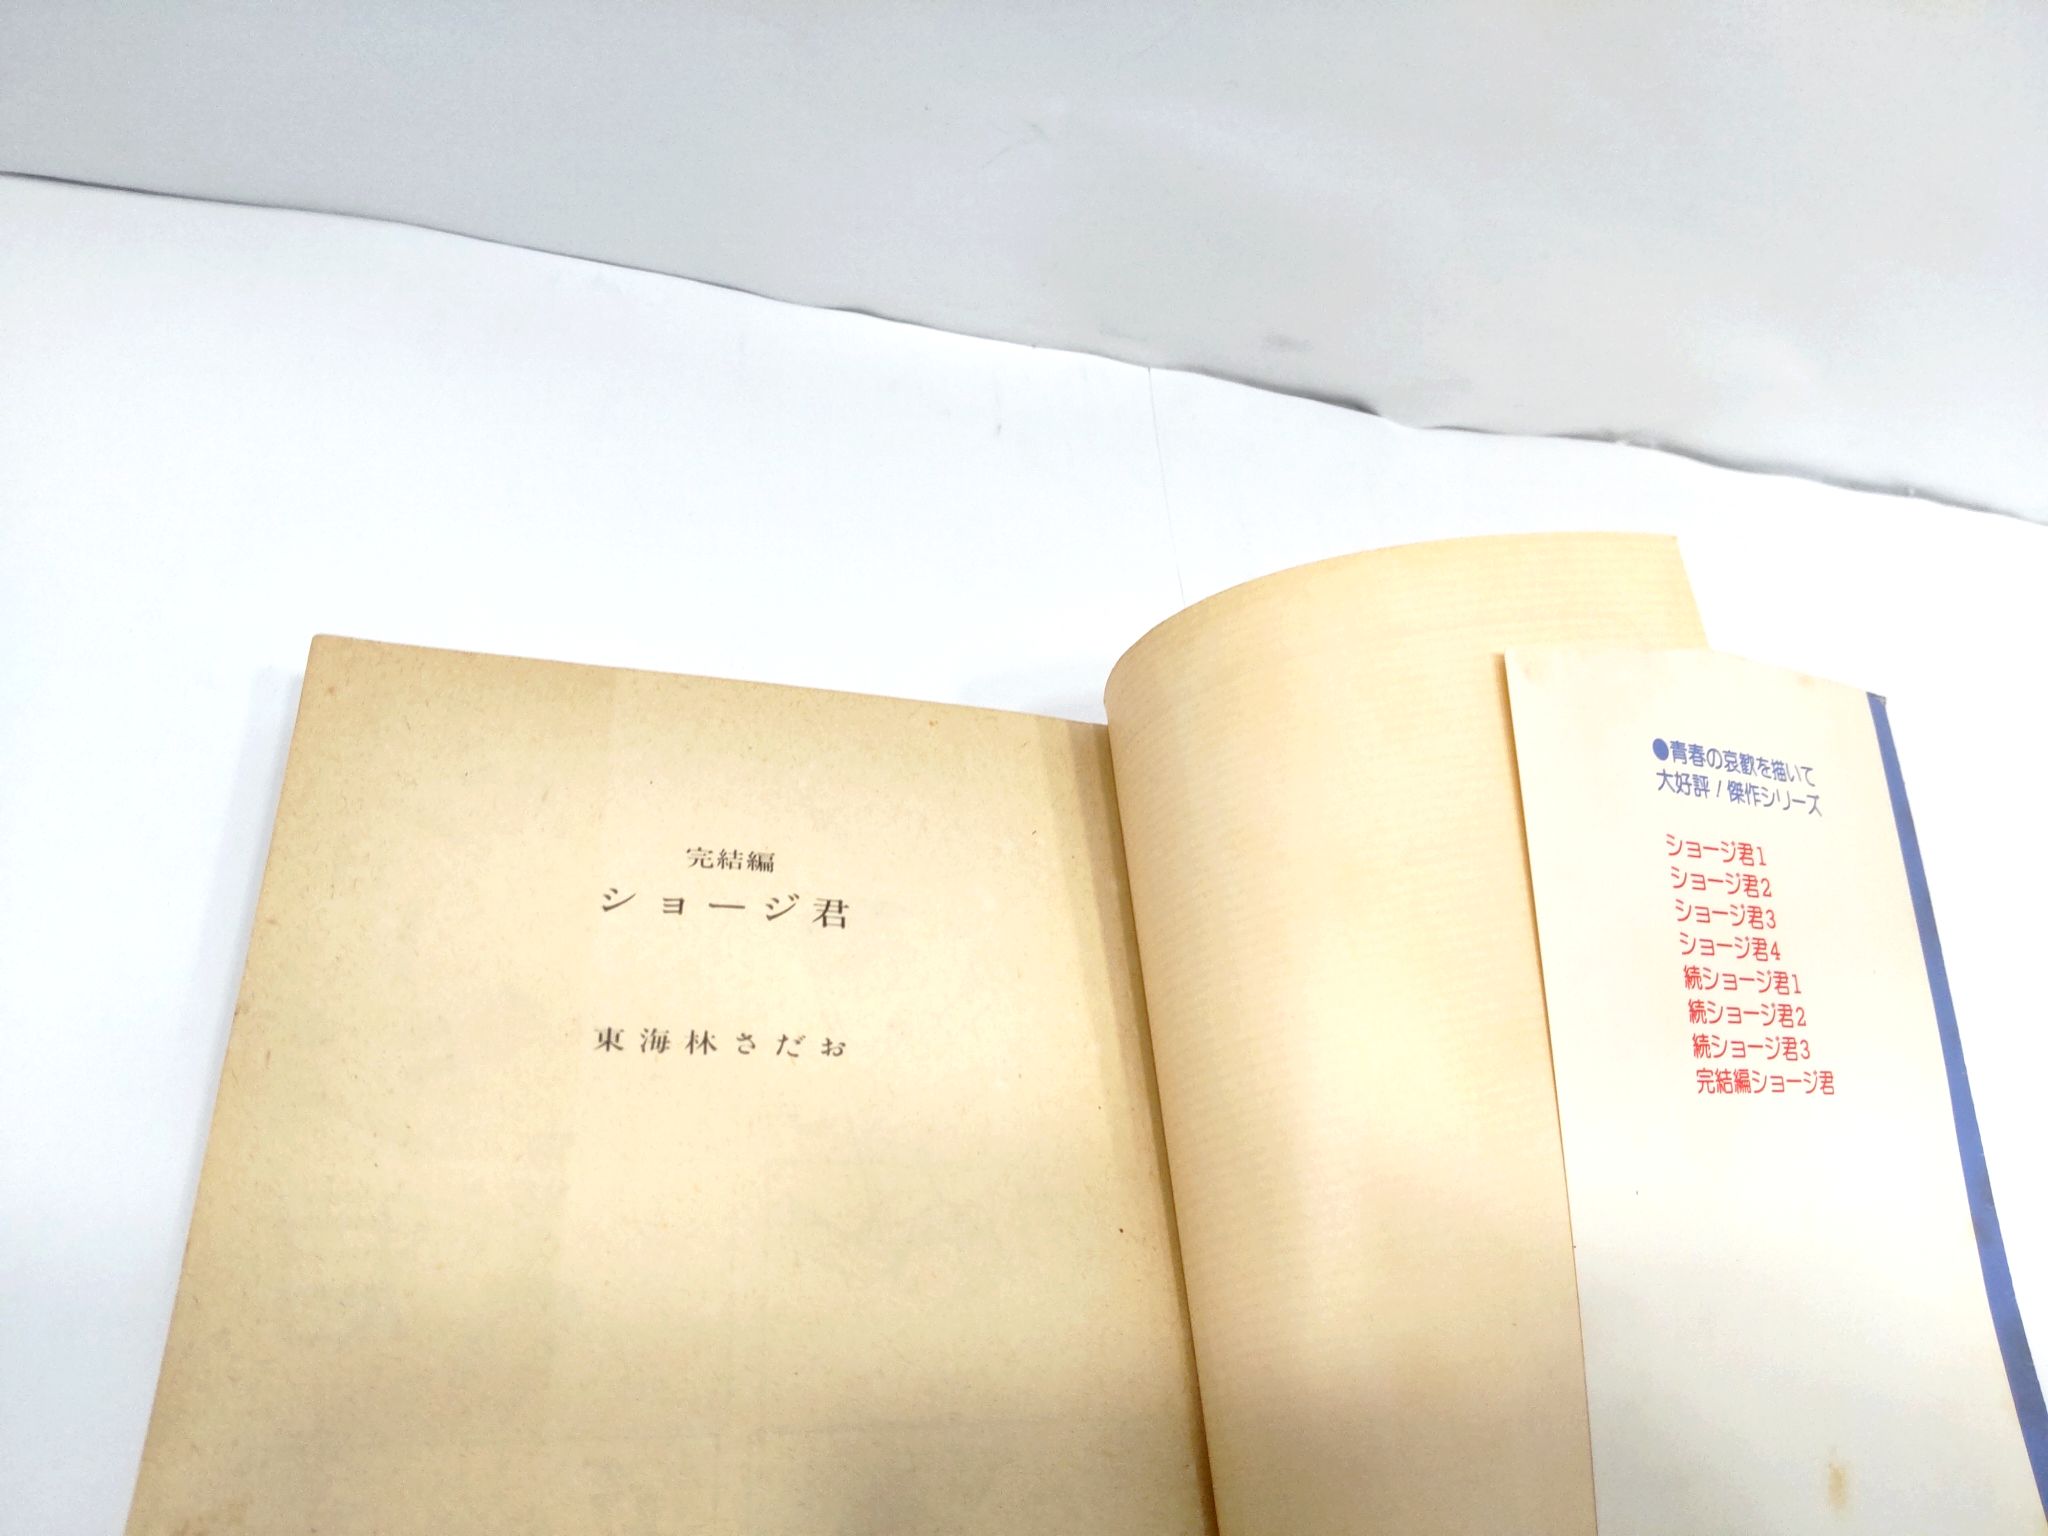 完結編
ショージ君
東海林さだお
●青春の哀歓を描いて
大好評！傑作シリーズ
ショージ君1
ショージ君2
ショージ君3
ショージ君4
続ショージ君1
続ショージ君2
続ショージ君3
完結編ショージ君